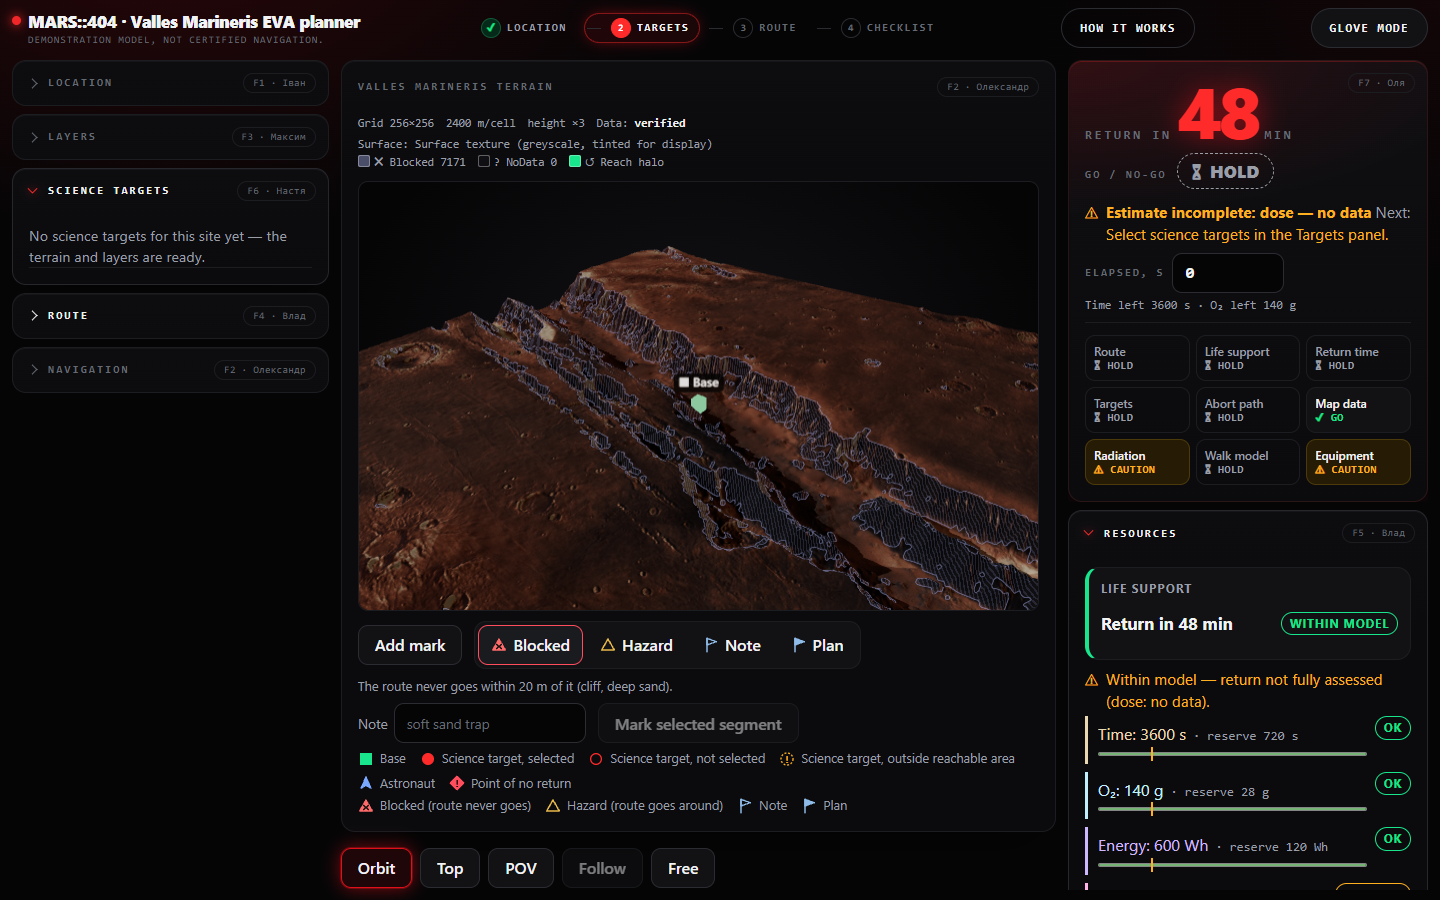 MARS::404 · Valles Marineris EVA planner
DEMONSTRATION MODEL, NOT CERTIFIED NAVIGATION.
LOCATION
2 TARGETS
3 ROUTE
4 CHECKLIST
HOW IT WORKS
GLOVE MODE
LOCATION
F1 · Іван
LAYERS
F3 · Максим
SCIENCE TARGETS
F6 · Настя
No science targets for this site yet — the
terrain and layers are ready.
ROUTE
F4 · Влад
NAVIGATION
F2 · Олександр
VALLES MARINERIS TERRAIN
F2 · Олександр
Grid 256×256 2400 m/cell height ×3 Data: verified
Surface: Surface texture (greyscale, tinted for display)
✕ Blocked 7171 ? NoData 0 ↺ Reach halo
Base
Add mark
Blocked
Hazard
Note
Plan
The route never goes within 20 m of it (cliff, deep sand).
Note
soft sand trap
Mark selected segment
Base
Science target, selected
Science target, not selected
Science target, outside reachable area
Astronaut
Point of no return
Blocked (route never goes)
Hazard (route goes around)
Note
Plan
Orbit
Top
POV
Follow
Free
F7 · Оля
RETURN IN 48 MIN
GO / NO-GO HOLD
Estimate incomplete: dose — no data Next:
Select science targets in the Targets panel.
ELAPSED, S 0
Time left 3600 s · O₂ left 140 g
Route
HOLD
Life support
HOLD
Return time
HOLD
Targets
HOLD
Abort path
HOLD
Map data
GO
Radiation
CAUTION
Walk model
HOLD
Equipment
CAUTION
RESOURCES
F5 · Влад
LIFE SUPPORT
Return in 48 min
WITHIN MODEL
Within model — return not fully assessed
(dose: no data).
Time: 3600 s · reserve 720 s
OK
O₂: 140 g · reserve 28 g
OK
Energy: 600 Wh · reserve 120 Wh
OK